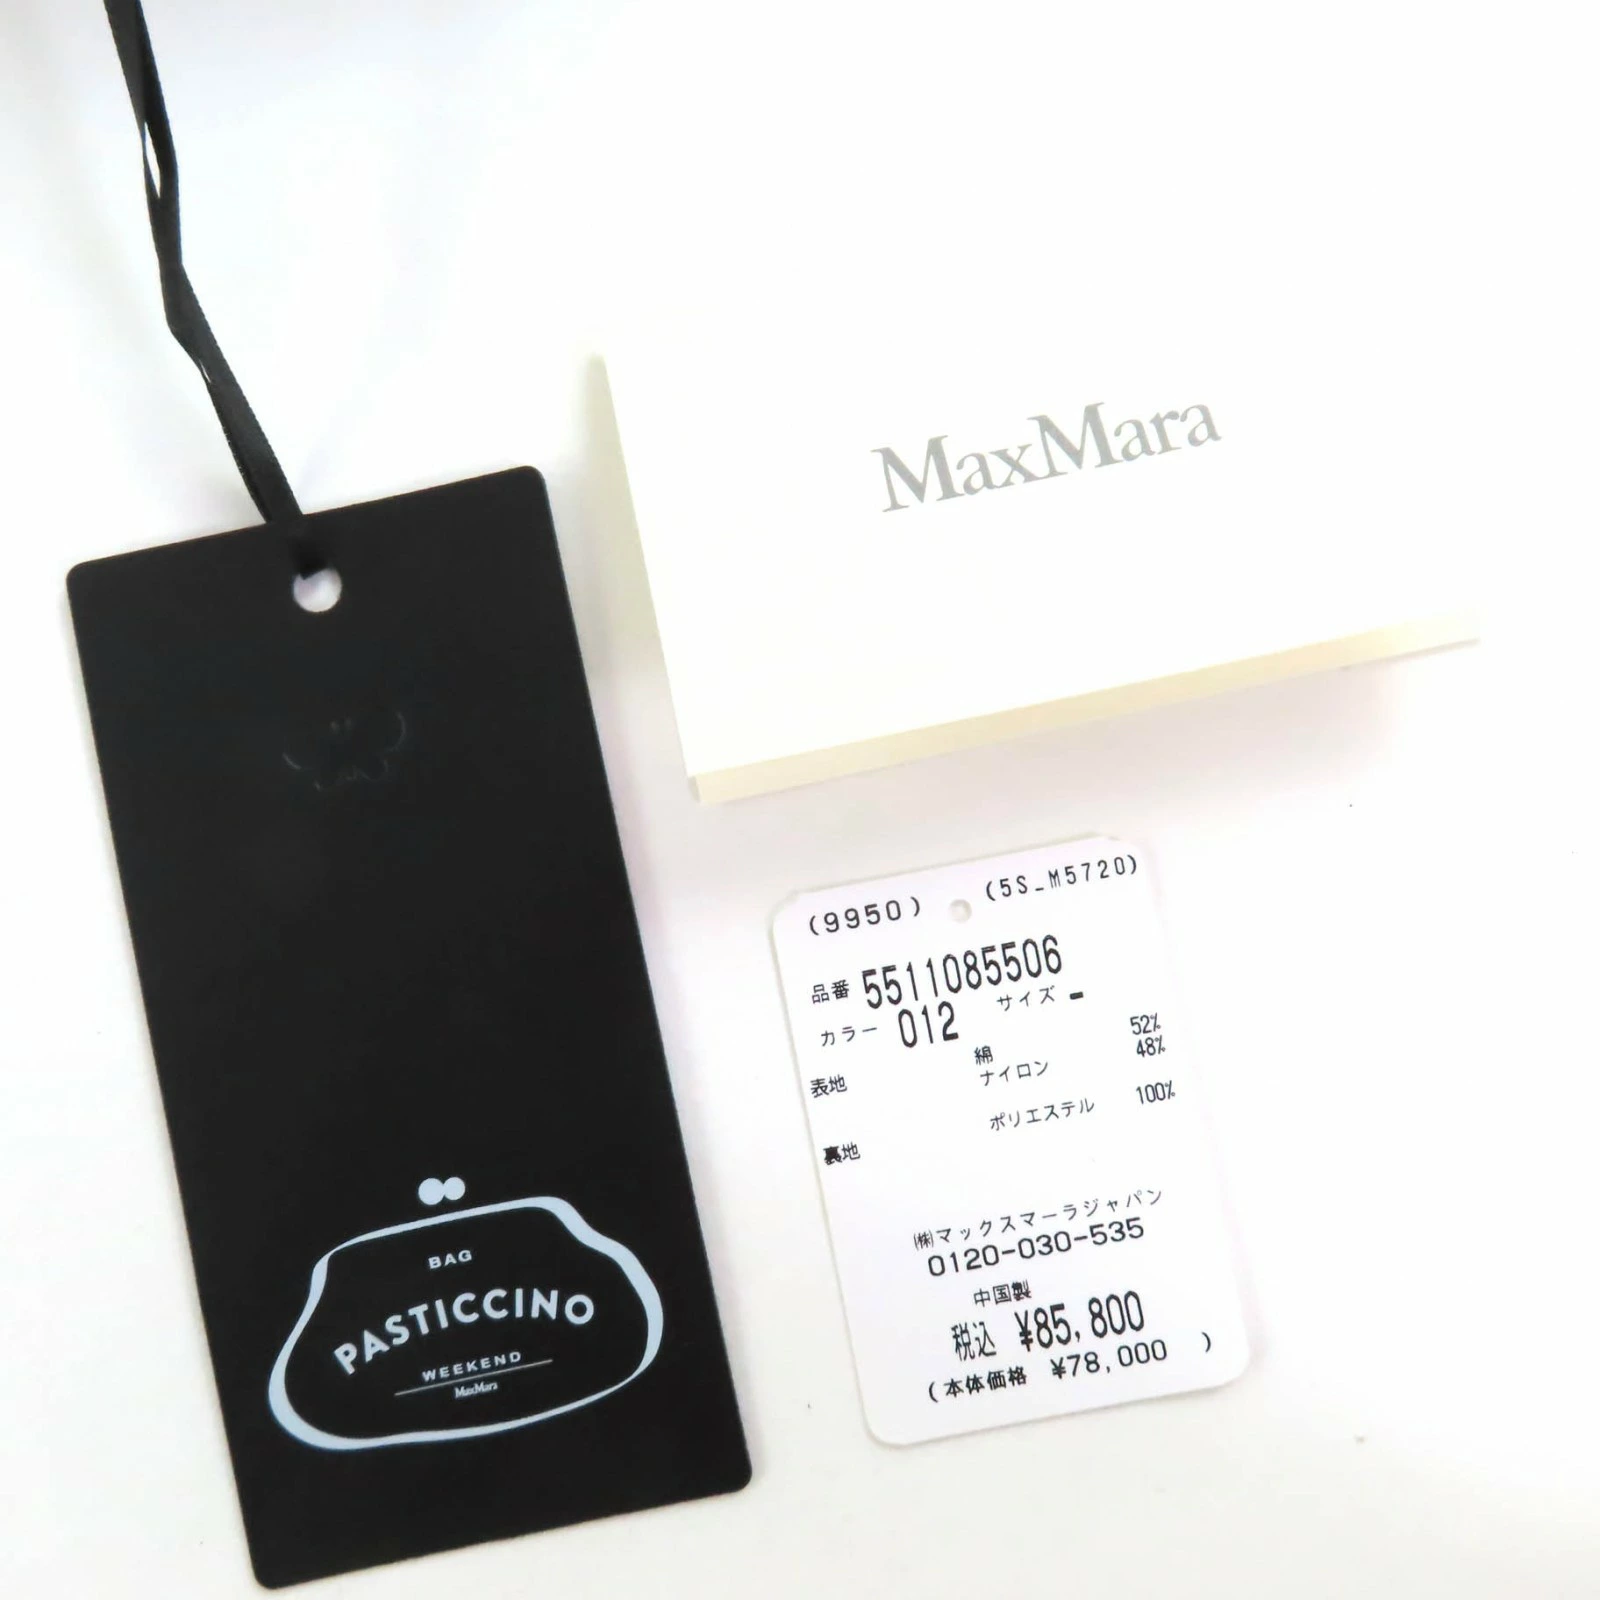 MaxMara
BAG
PASTICCINO
WEEKEND
MaxMara
(9950) (5S_M5720)
品番 5511085506
カラー 012 サイズ -
綿 52%
ナイロン 48%
表地
ポリエステル 100%
裏地
㈱マックスマーラジャパン
0120-030-535
中国製
税込 ¥85,800
(本体価格 ¥78,000 )